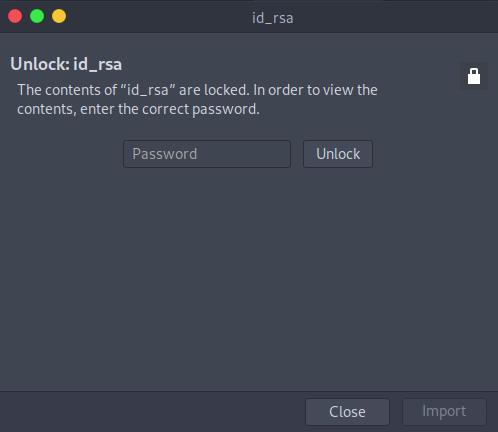 id_rsa
Unlock: id_rsa
The contents of “id_rsa” are locked. In order to view the
contents, enter the correct password.
Password
Unlock
Close
Import